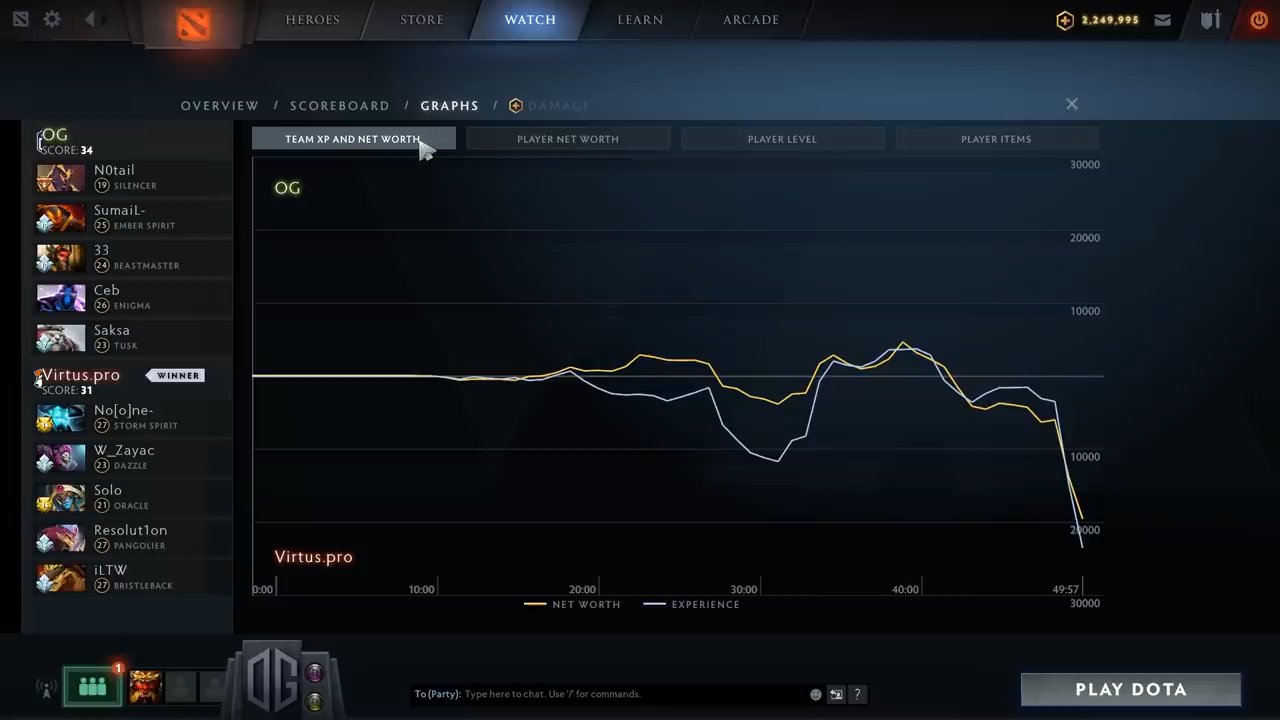 HEROES
STORE
WATCH
LEARN
ARCADE
2,249,995
OVERVIEW / SCOREBOARD / GRAPHS / DAMAGE
TEAM XP AND NET WORTH
PLAYER NET WORTH
PLAYER LEVEL
PLAYER ITEMS
OG
SCORE: 34
N0tail
19 SILENCER
SumaiL-
25 EMBER SPIRIT
33
24 BEASTMASTER
Ceb
26 ENIGMA
Saksa
23 TUSK
Virtus.pro
WINNER
SCORE: 31
No[o]ne-
27 STORM SPIRIT
W_Zayac
23 DAZZLE
Solo
21 ORACLE
Resolut1on
27 PANGOLIER
iLTW
27 BRISTLEBACK
OG
30000
20000
10000
10000
20000
30000
Virtus.pro
0:00
10:00
20:00
30:00
40:00
49:57
NET WORTH
EXPERIENCE
1
OG
To (Party): Type here to chat. Use '/' for commands.
?
PLAY DOTA